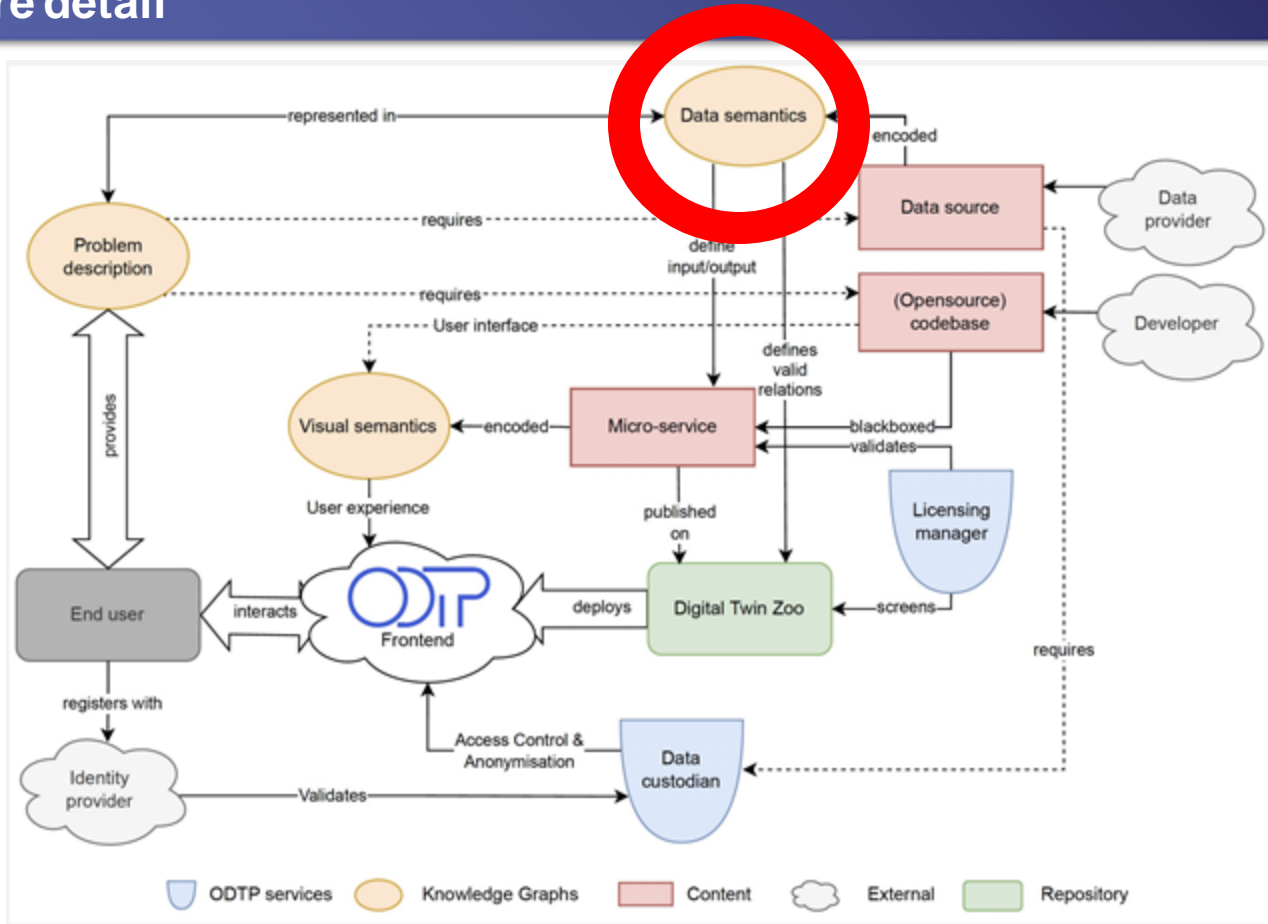 re detail
represented in
Data semantics
encoded
Data source
Data
provider
requires
Problem
description
define
input/output
requires
(Opensource)
codebase
Developer
User interface
defines
valid
relations
provides
Visual semantics
encoded
Micro-service
blackboxed
validates
User experience
published
on
Licensing
manager
End user
interacts
ODTP
Frontend
deploys
Digital Twin Zoo
screens
requires
registers with
Access Control &
Anonymisation
Data
custodian
Identity
provider
Validates
ODTP services
Knowledge Graphs
Content
External
Repository